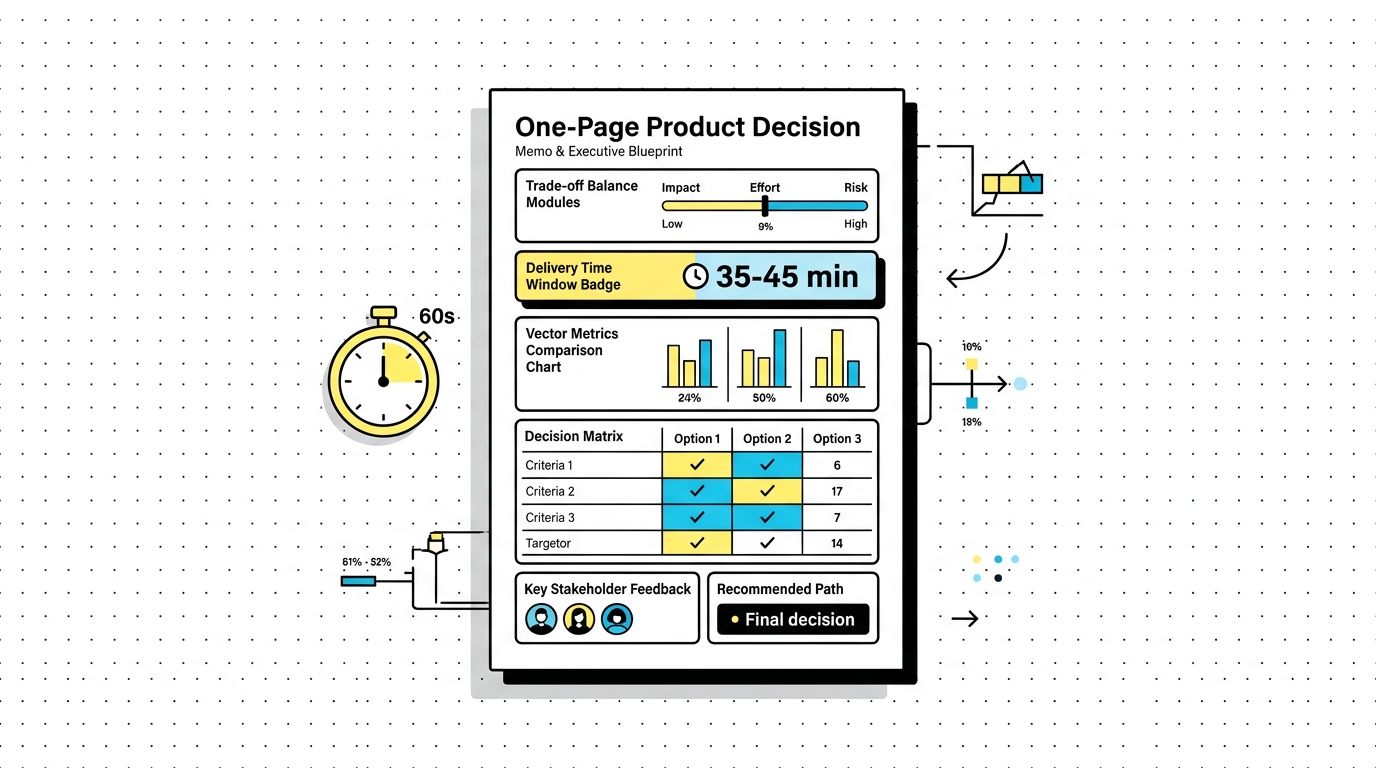 One-Page Product Decision
Memo & Executive Blueprint
Trade-off Balance
Modules
Impact Effort Risk
Low 9% High
Delivery Time
Window Badge
35-45 min
60s
Vector Metrics
Comparison
Chart
24% 50% 60%
Decision Matrix Option 1 Option 2 Option 3
Criteria 1 6
Criteria 2 17
Criteria 3 7
Targetor 14
Key Stakeholder Feedback
Recommended Path
Final decision
10%
18%
61% - S2%